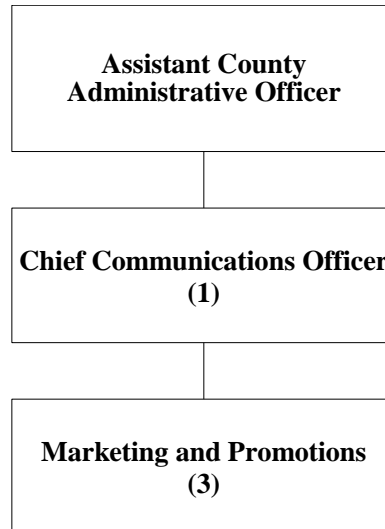 Assistant County
Administrative Officer
Chief Communications Officer
(1)
Marketing and Promotions
(3)